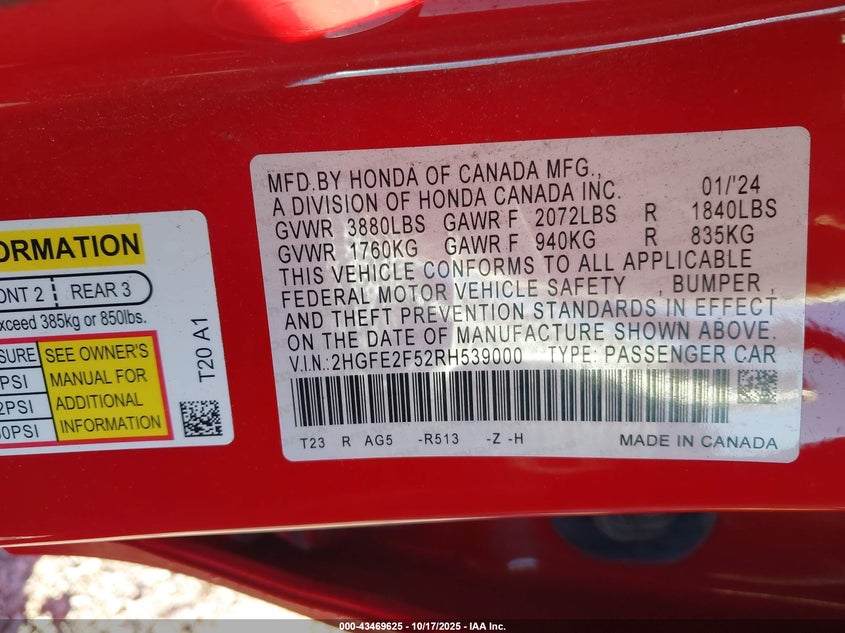 ORMATION
ONT 2 REAR 3
xceed 385kg or 850lbs.
SURE SEE OWNER'S
PSI MANUAL FOR
2PSI ADDITIONAL
0PSI INFORMATION
T20 A1
MFD.BY HONDA OF CANADA MFG.,
A DIVISION OF HONDA CANADA INC. 01/'24
GVWR 3880LBS GAWR F 2072LBS R 1840LBS
GVWR 1760KG GAWR F 940KG R 835KG
THIS VEHICLE CONFORMS TO ALL APPLICABLE
FEDERAL MOTOR VEHICLE SAFETY , BUMPER ,
AND THEFT PREVENTION STANDARDS IN EFFECT
ON THE DATE OF MANUFACTURE SHOWN ABOVE.
V.I.N.:2HGFE2F52RH539000 TYPE: PASSENGER CAR
T23 R AG5 -R513 -Z -H MADE IN CANADA
000-43469625 | 10/17/2025 - IAA Inc.